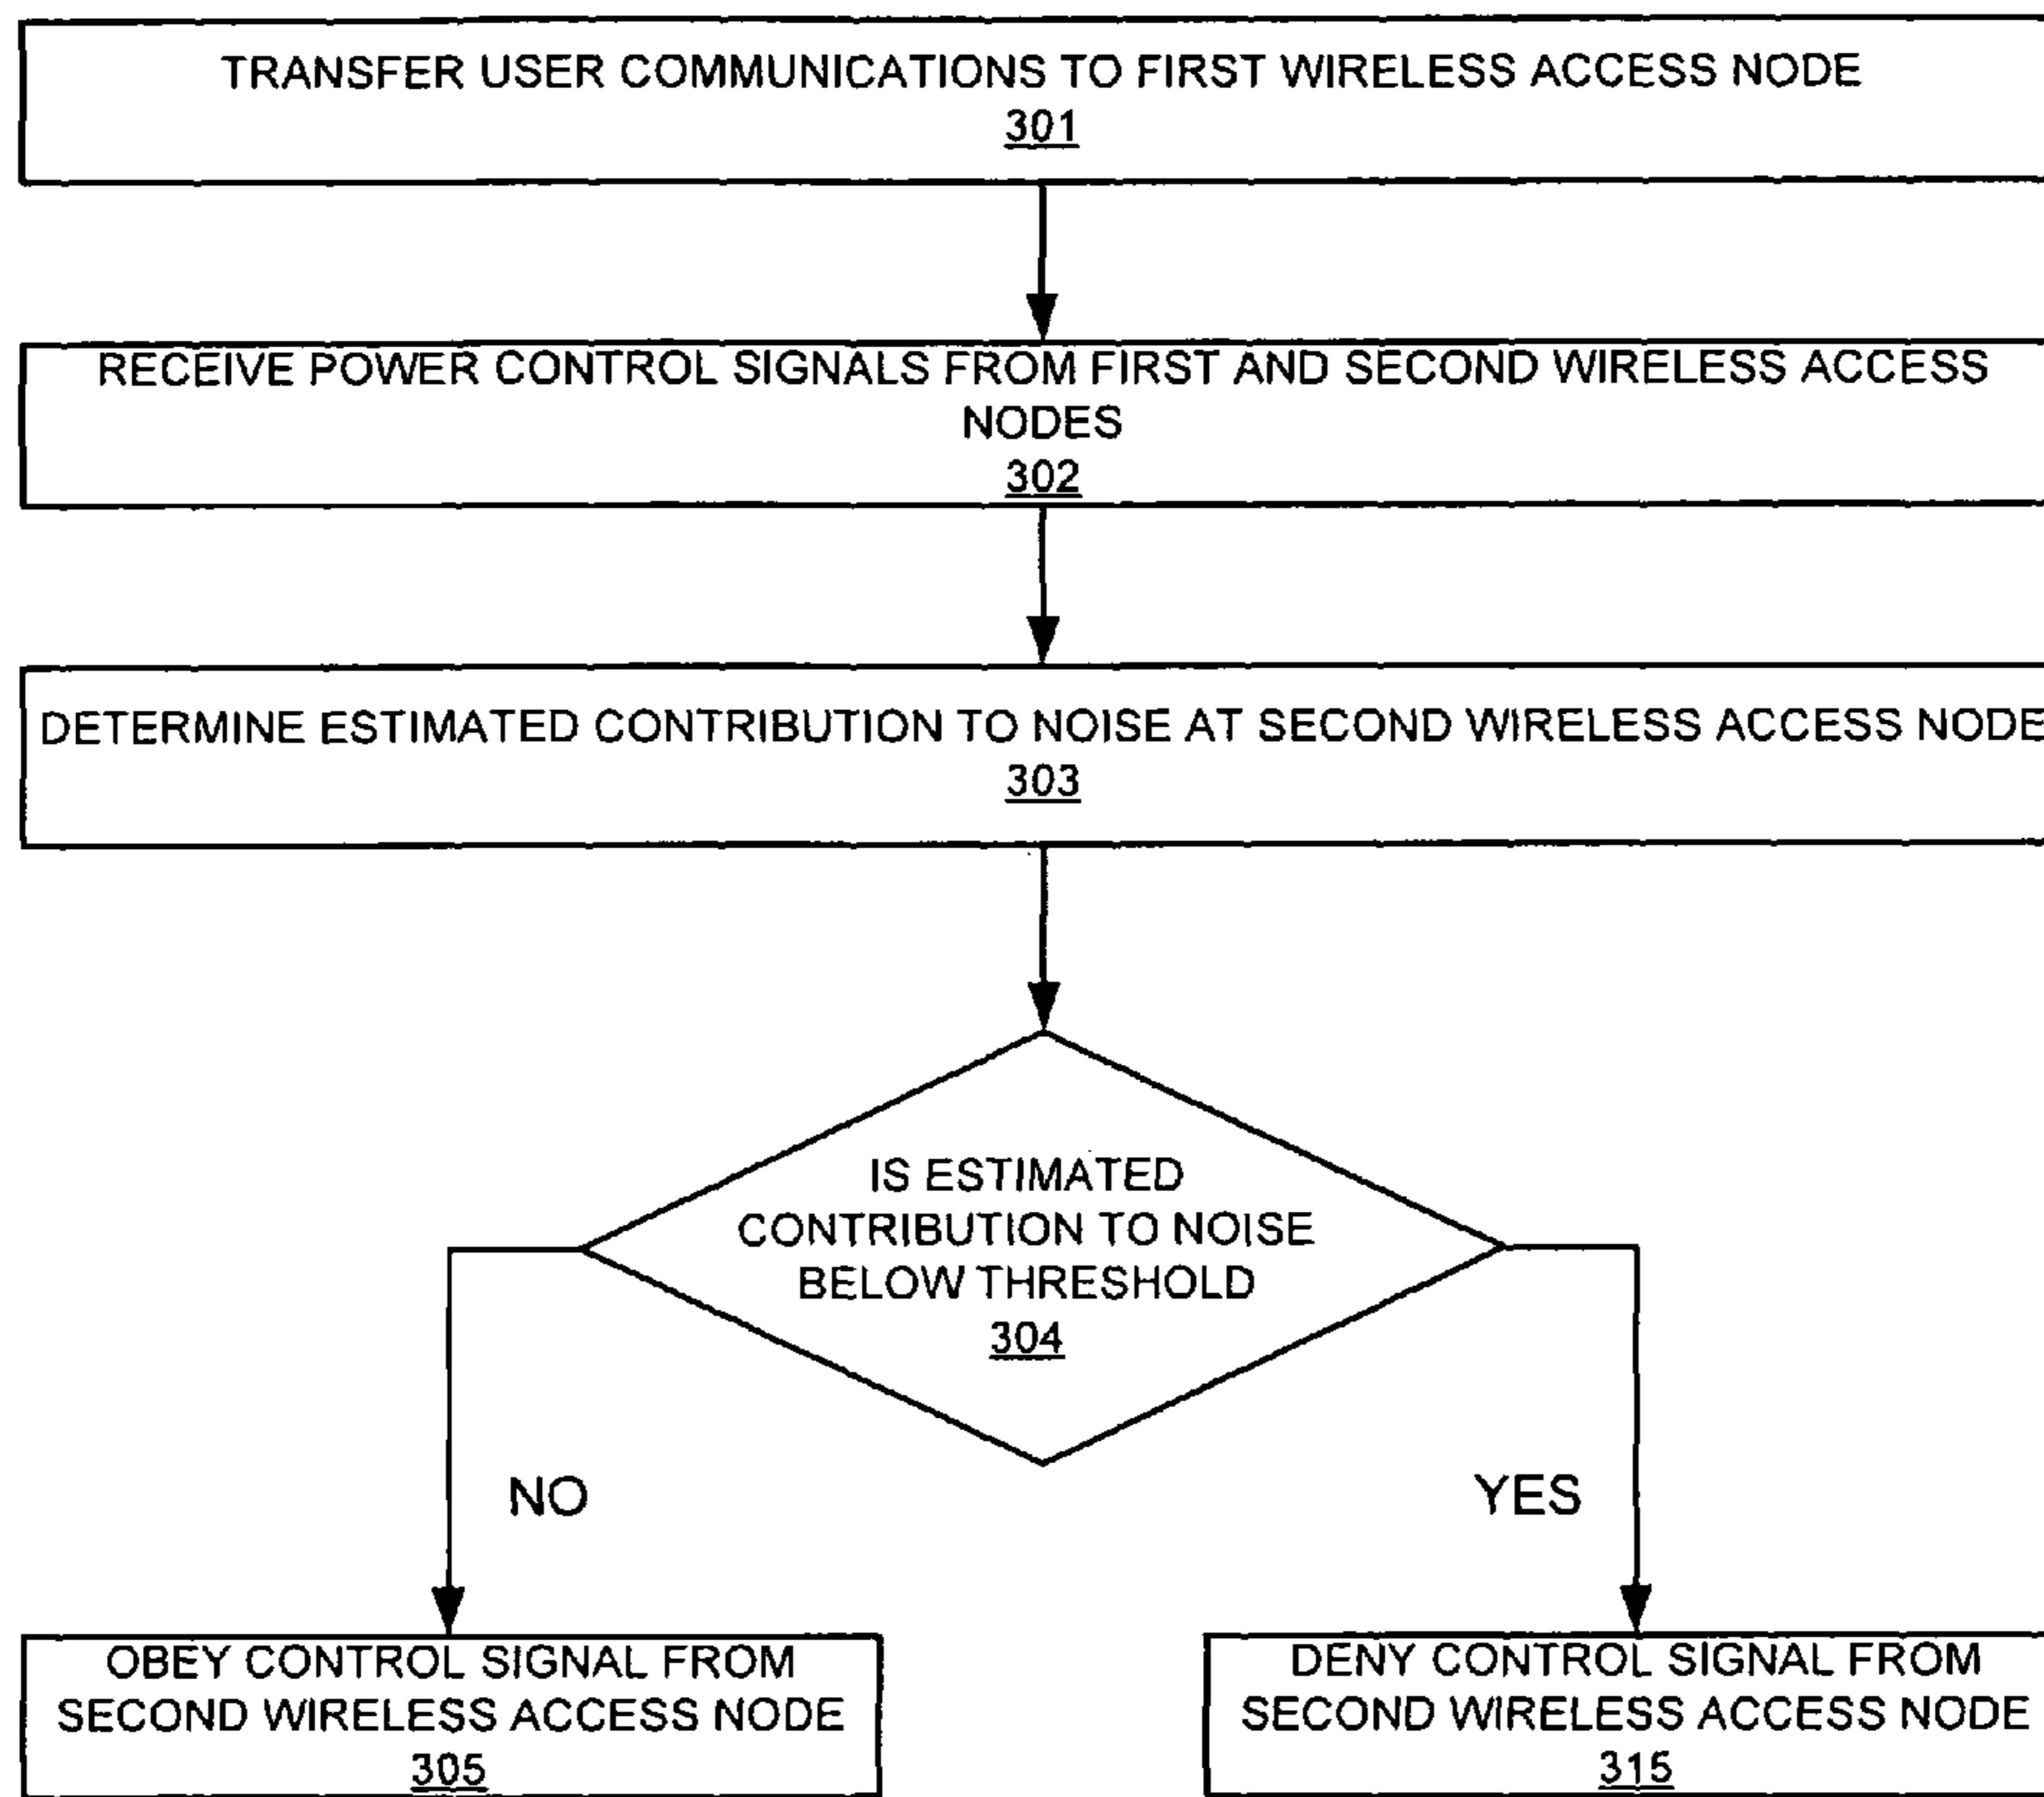 TRANSFER USER COMMUNICATIONS TO FIRST WIRELESS ACCESS NODE
301
RECEIVE POWER CONTROL SIGNALS FROM FIRST AND SECOND WIRELESS ACCESS
NODES
302
DETERMINE ESTIMATED CONTRIBUTION TO NOISE AT SECOND WIRELESS ACCESS NODE
303
IS ESTIMATED
CONTRIBUTION TO NOISE
BELOW THRESHOLD
304
NO
YES
OBEY CONTROL SIGNAL FROM
SECOND WIRELESS ACCESS NODE
305
DENY CONTROL SIGNAL FROM
SECOND WIRELESS ACCESS NODE
315